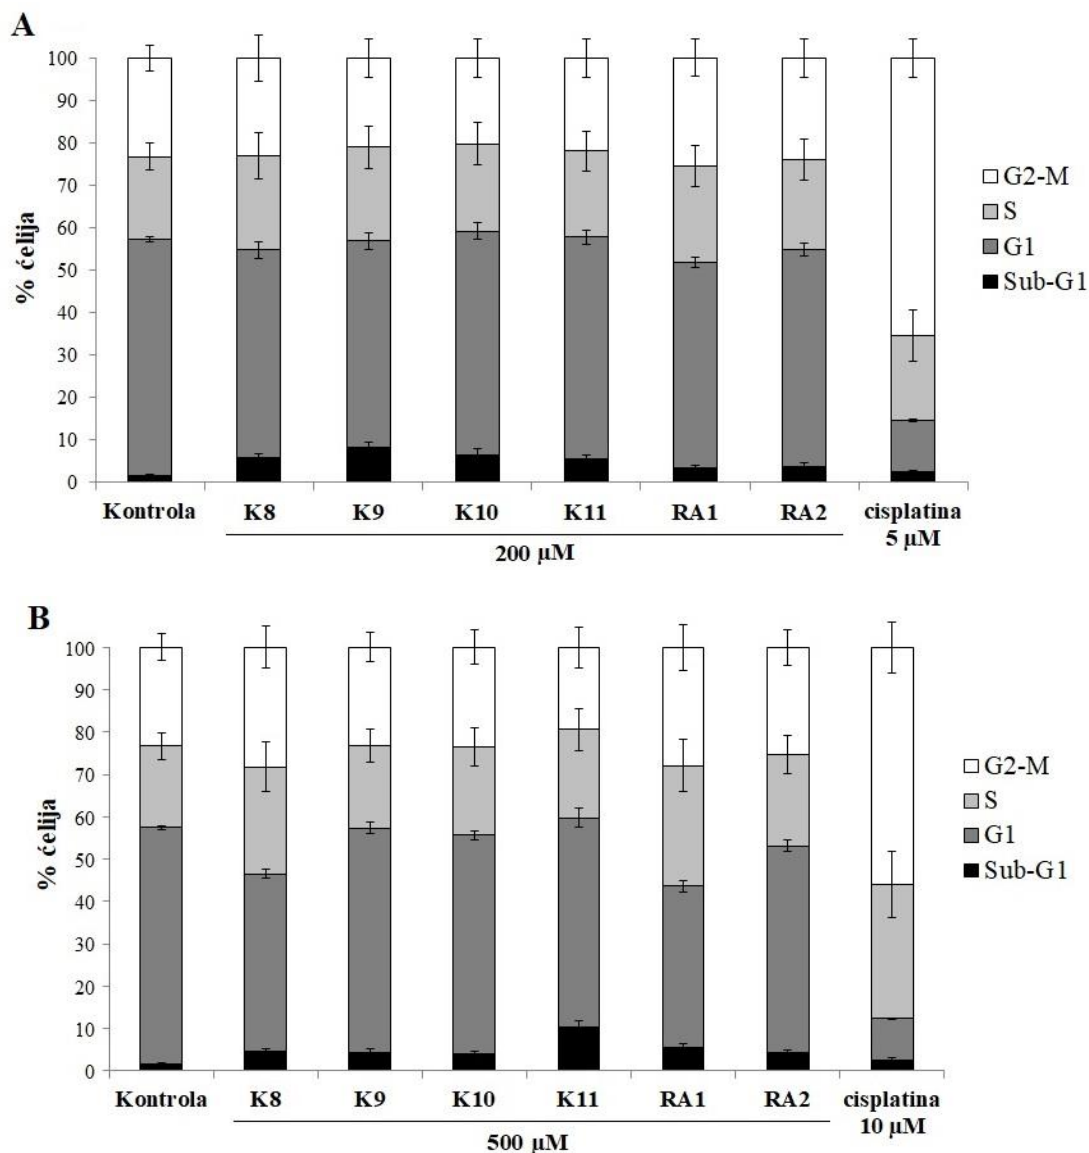 A
% ćelija
100
90
80
70
60
50
40
30
20
10
0
Kontrola K8 K9 K10 K11 RA1 RA2 cisplatina
200 µM 5 µM
G2-M
S
G1
Sub-G1
B
% ćelija
100
90
80
70
60
50
40
30
20
10
0
Kontrola K8 K9 K10 K11 RA1 RA2 cisplatina
500 µM 10 µM
G2-M
S
G1
Sub-G1